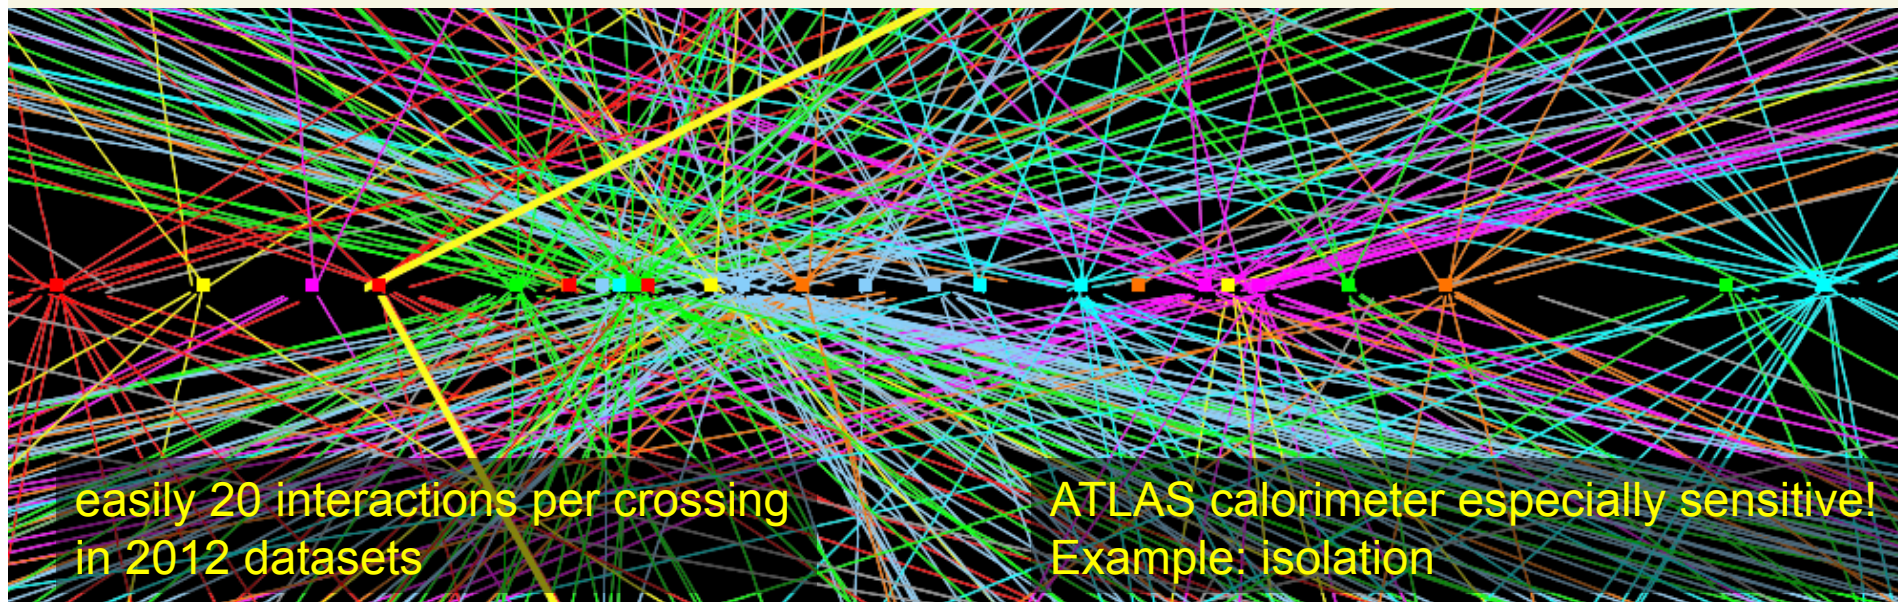 easily 20 interactions per crossing
in 2012 datasets
ATLAS calorimeter especially sensitive!
Example: isolation